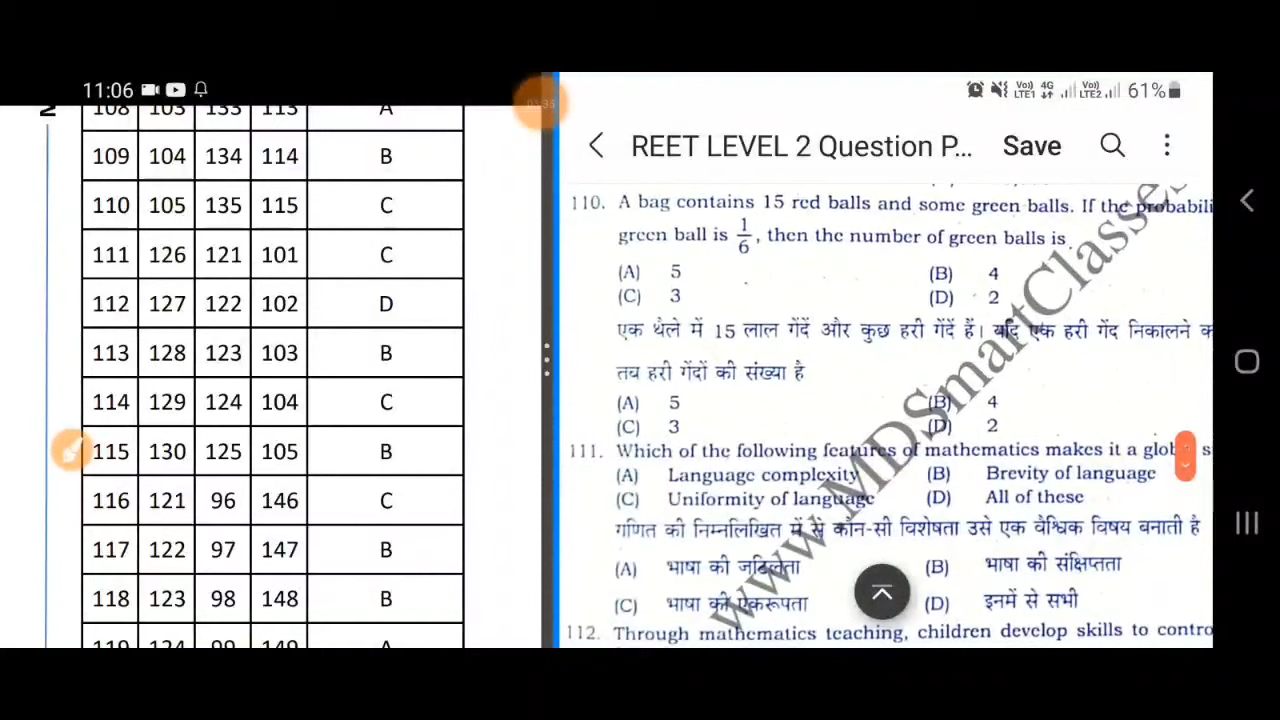 11:06
61%
108 103 133 113 A
109 104 134 114 B
110 105 135 115 C
111 126 121 101 C
112 127 122 102 D
113 128 123 103 B
114 129 124 104 C
115 130 125 105 B
116 121 96 146 C
117 122 97 147 B
118 123 98 148 B
119 124 99 149 A
REET LEVEL 2 Question P... Save
110. A bag contains 15 red balls and some green balls. If the probabili
green ball is 1/6, then the number of green balls is
(A) 5 (B) 4
(C) 3 (D) 2
एक थैले में 15 लाल गेंदें और कुछ हरी गेंदें हैं। यदि एक हरी गेंद निकालने क
तब हरी गेंदों की संख्या है
(A) 5 (B) 4
(C) 3 (D) 2
111. Which of the following features of mathematics makes it a global s
(A) Language complexity (B) Brevity of language
(C) Uniformity of language (D) All of these
गणित की निम्नलिखित में से कौन-सी विशेषता उसे एक वैश्विक विषय बनाती है
(A) भाषा की जटिलता (B) भाषा की संक्षिप्तता
(C) भाषा की एकरूपता (D) इनमें से सभी
112. Through mathematics teaching, children develop skills to contro
www.MDSmartClasses